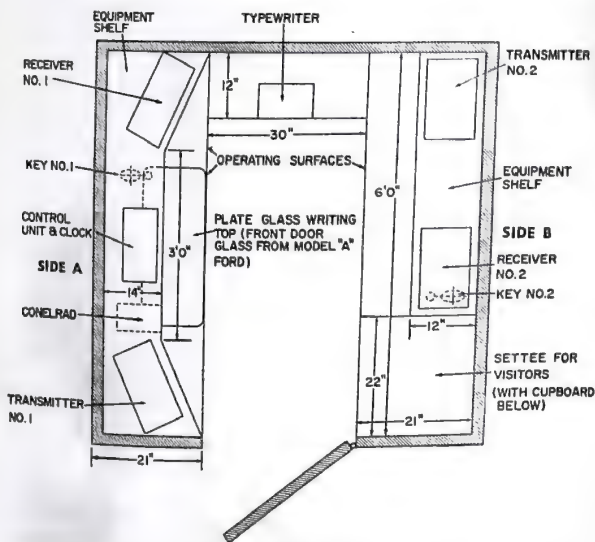 EQUIPMENT
SHELF
TYPEWRITER
RECEIVER
NO. 1
TRANSMITTER
NO. 2
12"
30"
KEY NO. 1
OPERATING SURFACES
6'0"
EQUIPMENT
SHELF
CONTROL
UNIT & CLOCK
3'0"
PLATE GLASS WRITING
TOP (FRONT DOOR
GLASS FROM MODEL "A"
FORD)
SIDE A
SIDE B
RECEIVER
NO. 2
KEY NO. 2
14"
CONELRAD
12"
22"
SETTEE FOR
VISITORS
(WITH CUPBOARD
BELOW)
TRANSMITTER
NO. 1
21"
21"